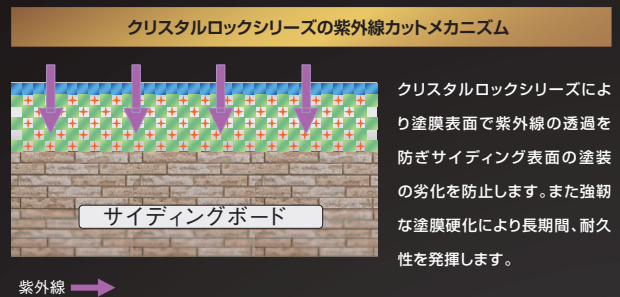 クリスタルロックシリーズの紫外線カットメカニズム
クリスタルロックシリーズによ
り塗膜表面で紫外線の透過を
防ぎサイディング表面の塗装
の劣化を防止します。また強靭
な塗膜硬化により長期間、耐久
性を発揮します。
サイディングボード
紫外線